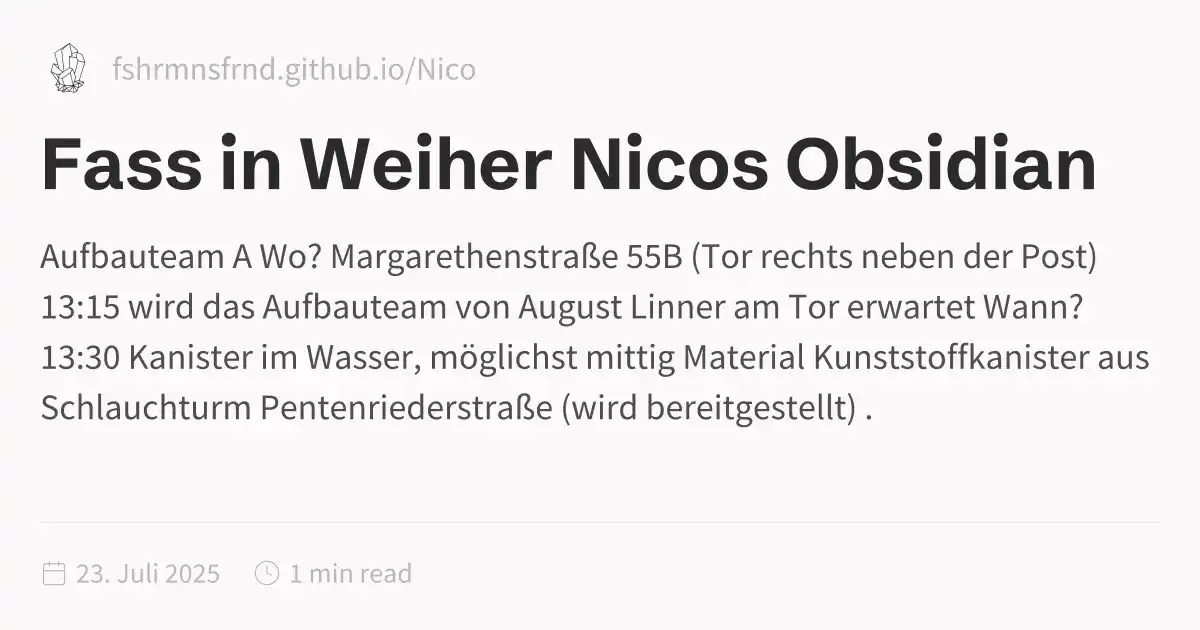 fshrmnsfrnd.github.io/Nico
Fass in Weiher Nicos Obsidian
Aufbauteam A Wo? Margarethenstraße 55B (Tor rechts neben der Post)
13:15 wird das Aufbauteam von August Linner am Tor erwartet Wann?
13:30 Kanister im Wasser, möglichst mittig Material Kunststoffkanister aus
Schlauchturm Pentenriederstraße (wird bereitgestellt) .
23. Juli 2025 1 min read